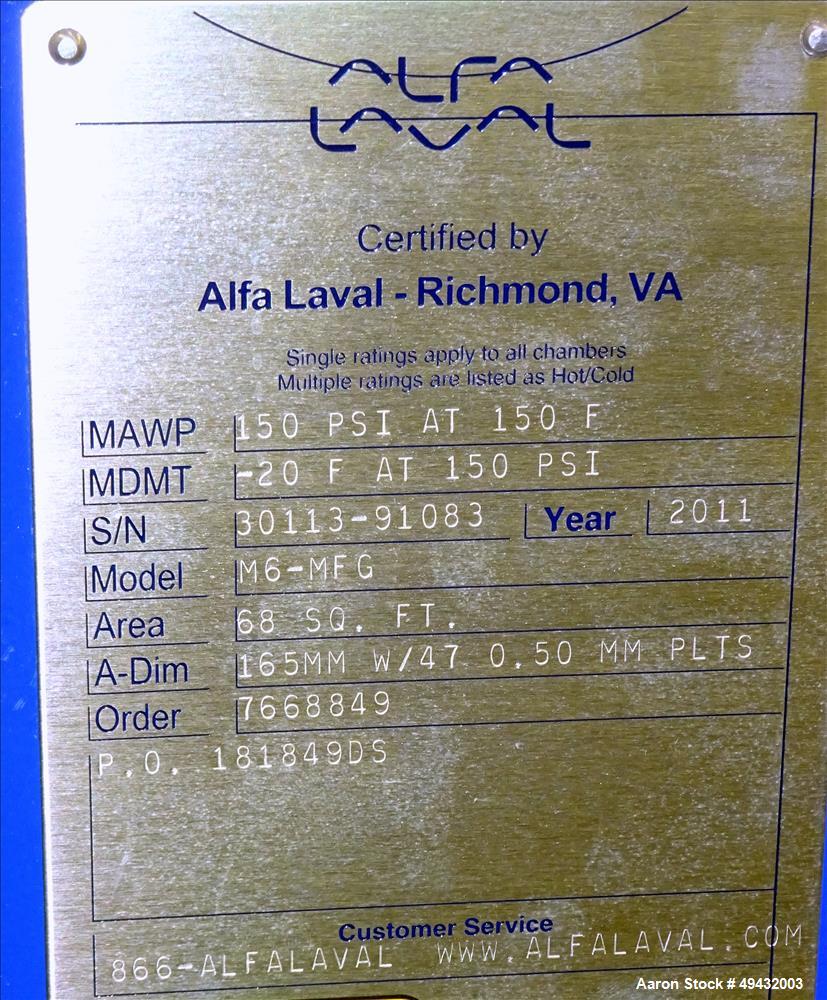 ALFA
LAVAL
Certified by
Alfa Laval - Richmond, VA
Single ratings apply to all chambers
Multiple ratings are listed as Hot/Cold
MAWP 150 PSI AT 150 F
MDMT -20 F AT 150 PSI
S/N 30113-91083 Year 2011
Model M6-MFG
Area 68 SQ. FT.
A-Dim 165MM W/47 0.50 MM PLTS
Order 7668849
P.O. 181849DS
Customer Service
866-ALFALAVAL WWW.ALFALAVAL.COM
Aaron Stock # 49432003